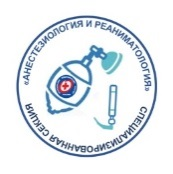 «АНЕСТЕЗИОЛОГИЯ И РЕАНИМАТОЛОГИЯ»
СПЕЦИАЛИЗИРОВАННАЯ СЕКЦИЯ